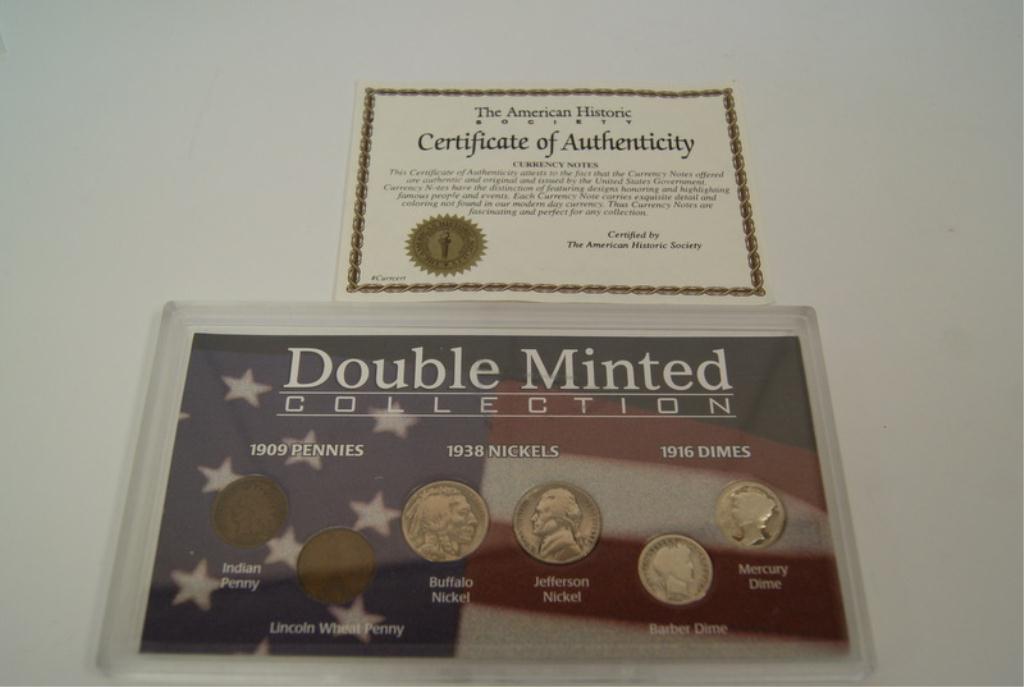 The American Historic
SOCIETY
Certificate of Authenticity
CURRENCY NOTES
This Certificate of Authenticity attests to the fact that the Currency Notes offered
are authentic and original and issued by the United States Government.
Currency Notes have the distinction of featuring designs honoring and highlighting
famous people and events. Each Currency Note carries exquisite detail and
coloring not found in our modern day currency. Thus Currency Notes are
fascinating and perfect for any collection.
Certified by
The American Historic Society
#Currcert
Double Minted
COLLECTION
1909 PENNIES
1938 NICKELS
1916 DIMES
Indian
Penny
Lincoln Wheat Penny
Buffalo
Nickel
Jefferson
Nickel
Barber Dime
Mercury
Dime